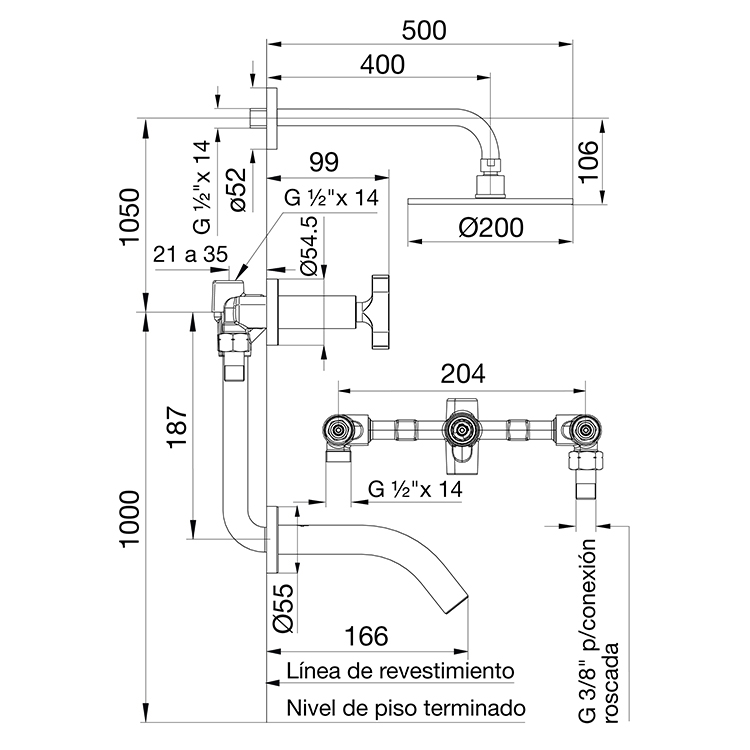 500
400
G ½"x 14
ø52
99
106
G ½"x 14
1050
Ø54.5
Ø200
21 a 35
204
187
G ½"x 14
1000
Ø55
166
G 3/8" p/conexión
roscada
Línea de revestimiento
Nivel de piso terminado